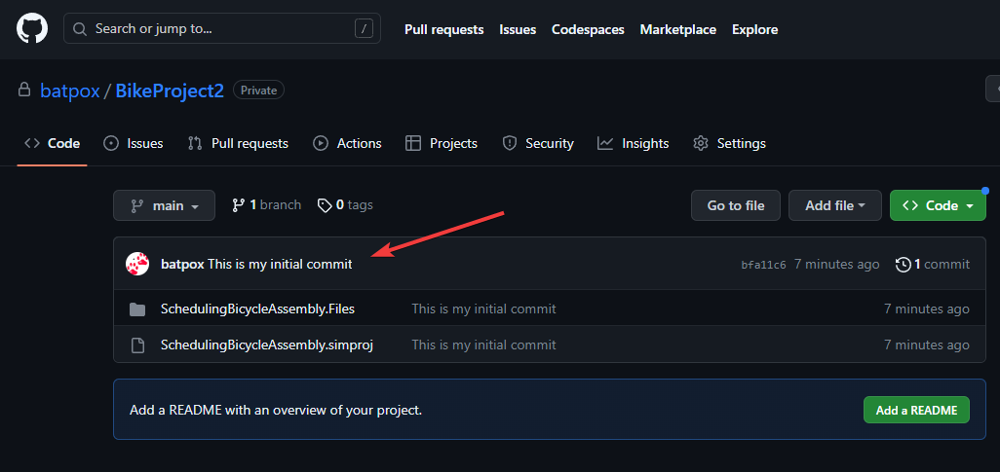 Search or jump to... / Pull requests Issues Codespaces Marketplace Explore
batpox / BikeProject2 Private
Code Issues Pull requests Actions Projects Security Insights Settings
main 1 branch 0 tags Go to file Add file Code
batpox This is my initial commit bfa11c6 7 minutes ago 1 commit
SchedulingBicycleAssembly.Files This is my initial commit 7 minutes ago
SchedulingBicycleAssembly.simproj This is my initial commit 7 minutes ago
Add a README with an overview of your project. Add a README